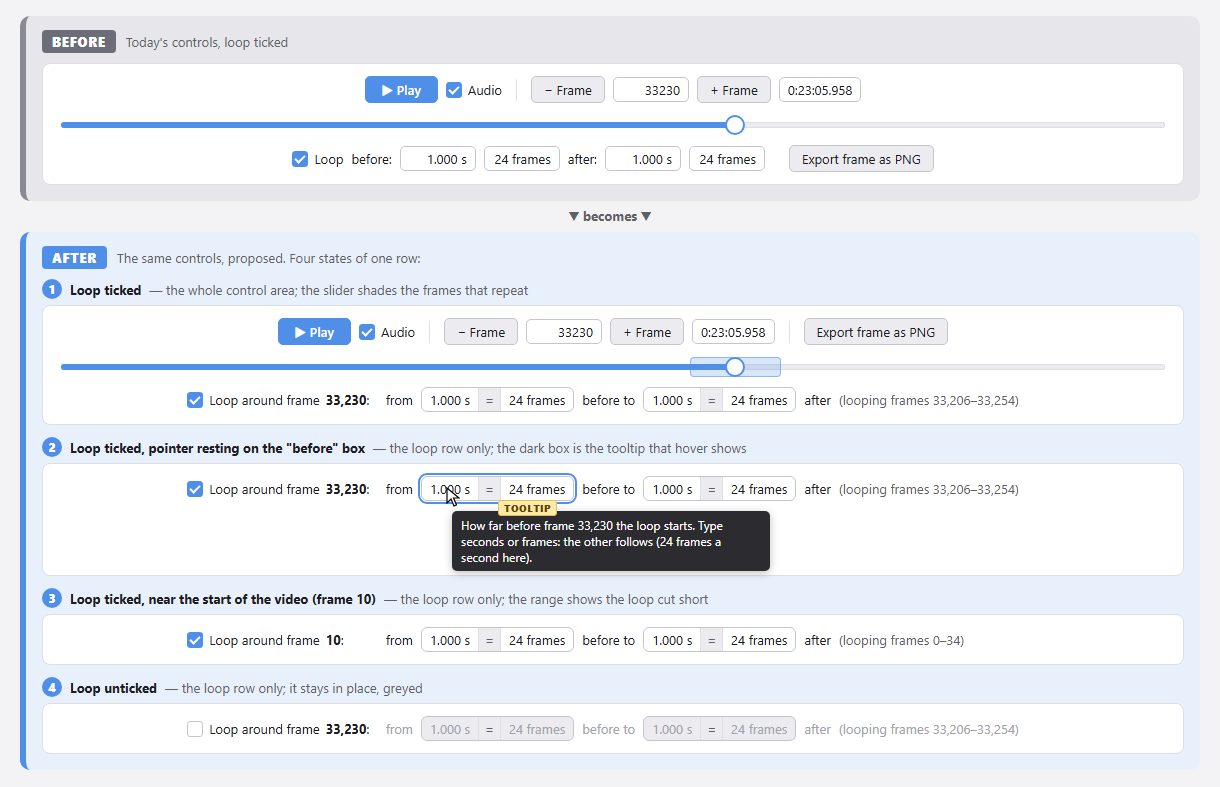 BEFORE Today's controls, loop ticked
▶ Play Audio − Frame 33230 + Frame 0:23:05.958
Loop before: 1.000 s 24 frames after: 1.000 s 24 frames Export frame as PNG
▼ becomes ▼
AFTER The same controls, proposed. Four states of one row:
1 Loop ticked — the whole control area; the slider shades the frames that repeat
▶ Play Audio − Frame 33230 + Frame 0:23:05.958 Export frame as PNG
Loop around frame 33,230: from 1.000 s = 24 frames before to 1.000 s = 24 frames after (looping frames 33,206–33,254)
2 Loop ticked, pointer resting on the "before" box — the loop row only; the dark box is the tooltip that hover shows
Loop around frame 33,230: from 1.000 s = 24 frames before to 1.000 s = 24 frames after (looping frames 33,206–33,254)
TOOLTIP
How far before frame 33,230 the loop starts. Type
seconds or frames: the other follows (24 frames a
second here).
3 Loop ticked, near the start of the video (frame 10) — the loop row only; the range shows the loop cut short
Loop around frame 10: from 1.000 s = 24 frames before to 1.000 s = 24 frames after (looping frames 0–34)
4 Loop unticked — the loop row only; it stays in place, greyed
Loop around frame 33,230: from 1.000 s = 24 frames before to 1.000 s = 24 frames after (looping frames 33,206–33,254)